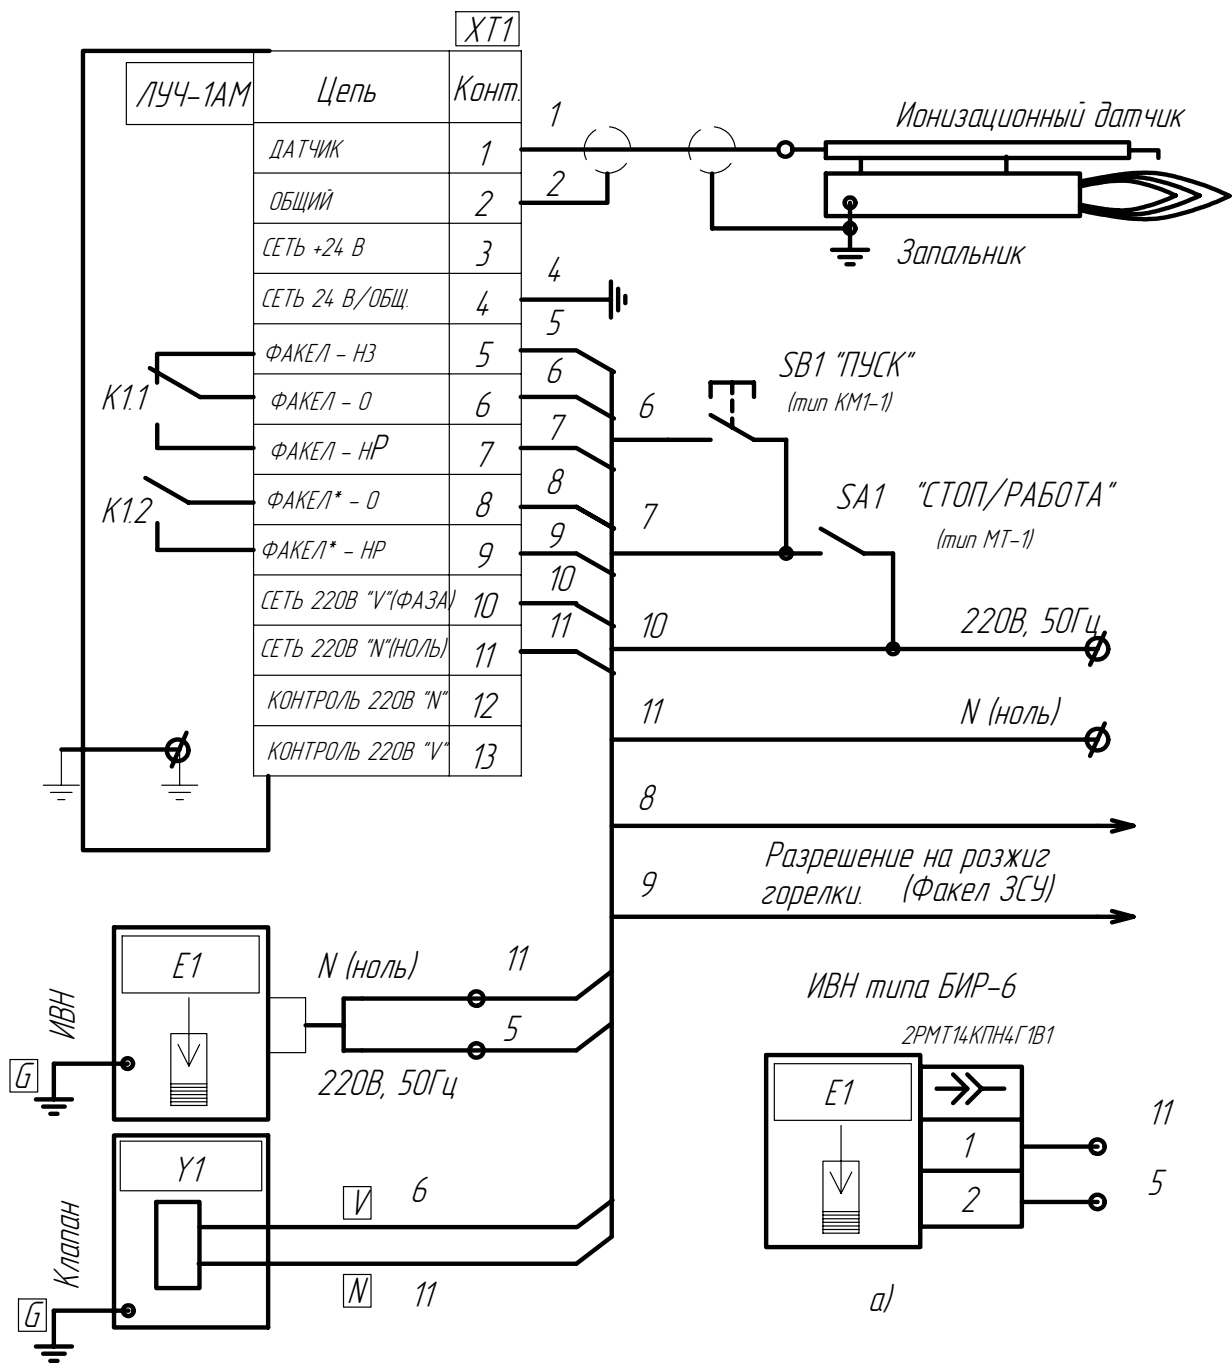 XT1
ЛУЧ-1АМ
Цепь
Конт.
ДАТЧИК
1
ОБЩИЙ
2
СЕТЬ +24 В
3
СЕТЬ 24 В/ОБЩ.
4
ФАКЕЛ - НЗ
5
ФАКЕЛ - О
6
ФАКЕЛ - НР
7
ФАКЕЛ* - О
8
ФАКЕЛ* - НР
9
СЕТЬ 220В "V"(ФАЗА)
10
СЕТЬ 220В "N"(НОЛЬ)
11
КОНТРОЛЬ 220В "N"
12
КОНТРОЛЬ 220В "V"
13
К1.1
К1.2
1
2
4
5
6
7
8
9
10
11
Ионизационный датчик
Запальник
SB1 "ПУСК"
(тип КМ1-1)
6
SA1 "СТОП/РАБОТА"
(тип МТ-1)
7
10
220В, 50Гц
11
N (ноль)
8
Разрешение на розжиг
горелки. (Факел ЗСУ)
9
ИВН
E1
G
N (ноль)
11
5
220В, 50Гц
Клапан
Y1
G
V
6
N
11
ИВН типа БИР-6
2РМТ14КПН4Г1В1
E1
1
11
2
5
а)